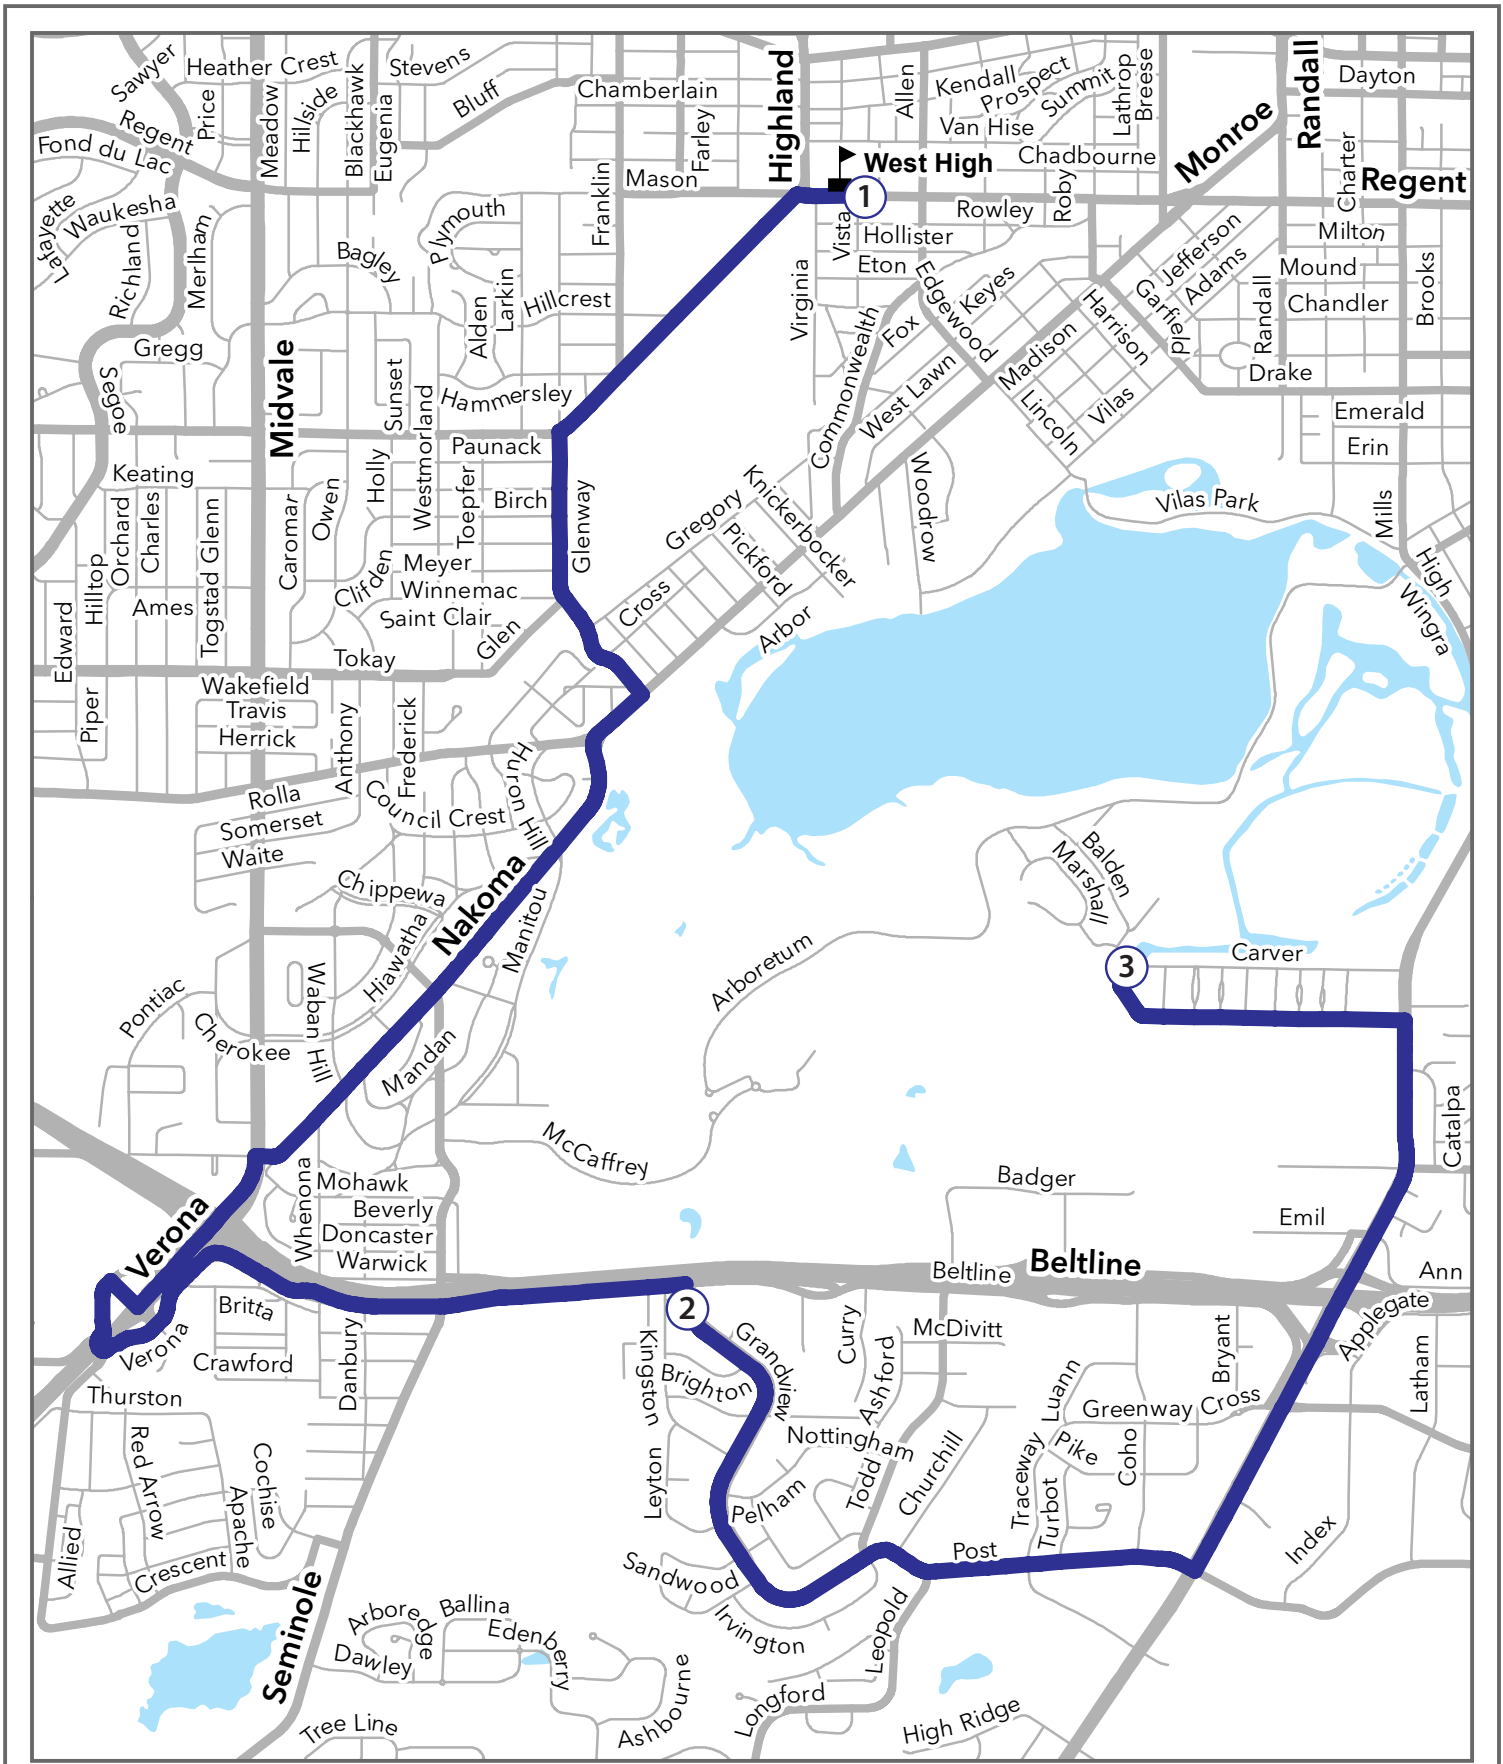 Sawyer
Heather Crest
Stevens
Highland
Allen
Kendall
Prospect
Summit
Lathrop
Breese
Randall
Dayton
Price
Meadow
Hillside
Blackhawk
Eugenia
Bluff
Chamberlain
Farley
Van Hise
Monroe
Charter
Regent
Fond du Lac
West High
Chadbourne
Regent
Lafayette
Waukesha
Richland
Merlham
Plymouth
Franklin
Mason
1
Vista
Rowley
Roby
Hollister
Milton
Jefferson
Adams
Bagley
Larkin
Alden
Hillcrest
Virginia
Eton
Edgewood
Keyes
Mound
Garfield
Randall
Chandler
Brooks
Gregg
Segoe
Midvale
Sunset
Hammersley
Commonwealth
Fox
West Lawn
Madison
Harrison
Vilas
Lincoln
Drake
Emerald
Erin
Westmorland
Paunack
Keating
Orchard
Charles
Togstad Glenn
Caromar
Owen
Holly
Toepfer
Birch
Glenway
Gregory
Knickerbocker
Pickford
Woodrow
Vilas Park
Mills
High
Wingra
Hilltop
Edward
Ames
Clifden
Meyer
Winnemac
Saint Clair
Glen
Cross
Arbor
Tokay
Piper
Wakefield
Travis
Herrick
Anthony
Frederick
Huron Hill
Rolla
Somerset
Waite
Council Crest
Chippewa
Nakoma
Manitou
Hiawatha
Balden
Marshall
Arboretum
3
Carver
Pontiac
Cherokee
Waban Hill
Mandan
Catalpa
McCaffrey
Whenona
Mohawk
Beverly
Doncaster
Warwick
Badger
Emil
Verona
Beltline
Beltline
Ann
Britta
2
Verona
Crawford
Danbury
Kingston
Grandview
Brighton
Curry
Ashford
McDivitt
Bryant
Applegate
Latham
Thurston
Red Arrow
Cochise
Apache
Leyton
Nottingham
Todd
Churchill
Luann
Greenway Cross
Pike
Traceway
Coho
Turbot
Pelham
Allied
Crescent
Sandwood
Post
Index
Seminole
Irvington
Leopold
Arboredge
Ballina
Edenberry
Dawley
Ashbourne
Longford
High Ridge
Tree Line